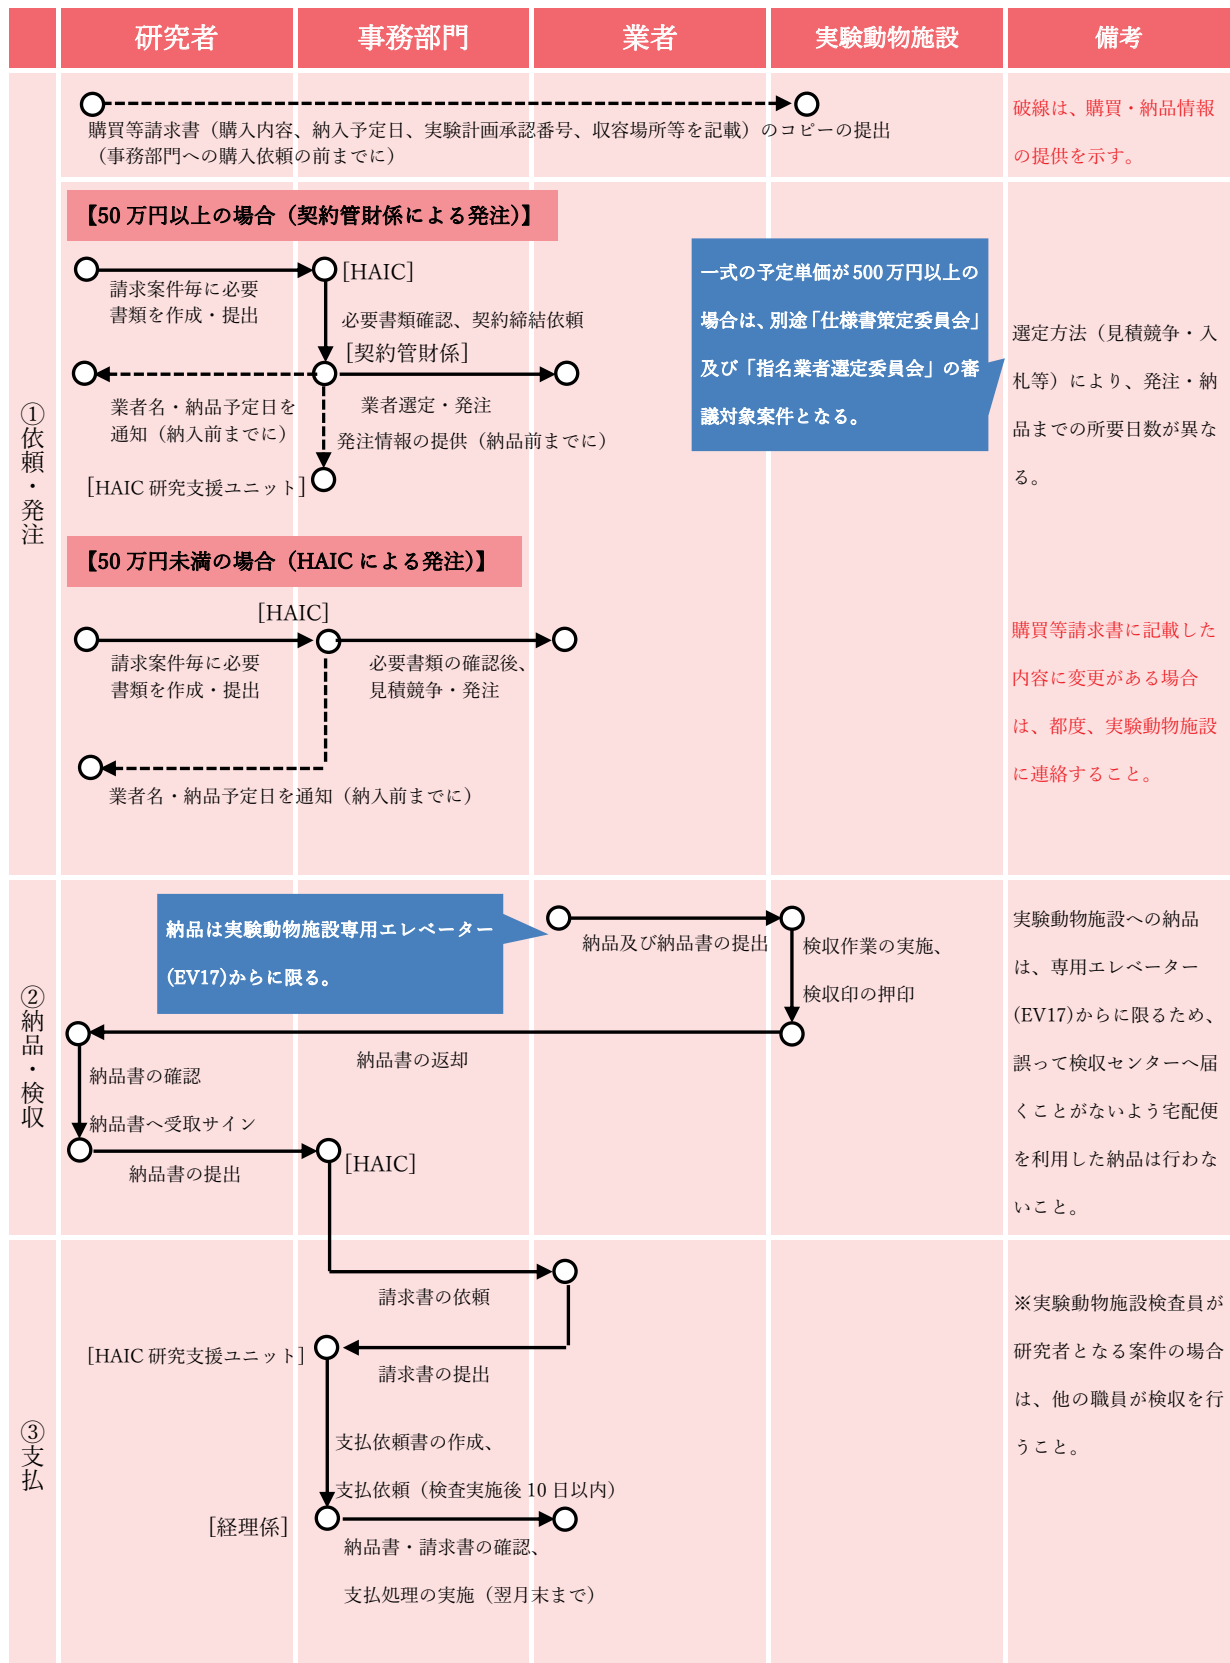 研究者
事務部門
業者
実験動物施設
備考
①依頼・発注
購買等請求書（購入内容、納入予定日、実験計画承認番号、収容場所等を記載）のコピーの提出
（事務部門への購入依頼の前までに）
破線は、購買・納品情報
の提供を示す。
【50 万円以上の場合（契約管財係による発注）】
[HAIC]
請求案件毎に必要
書類を作成・提出
必要書類確認、契約締結依頼
[契約管財係]
業者名・納品予定日を
通知（納入前までに）
業者選定・発注
発注情報の提供（納品前までに）
[HAIC 研究支援ユニット]
一式の予定単価が 500 万円以上の
場合は、別途「仕様書策定委員会」
及び「指名業者選定委員会」の審
議対象案件となる。
選定方法（見積競争・入
札等）により、発注・納
品までの所要日数が異な
る。
【50 万円未満の場合（HAIC による発注）】
[HAIC]
請求案件毎に必要
書類を作成・提出
必要書類の確認後、
見積競争・発注
業者名・納品予定日を通知（納入前までに）
購買等請求書に記載した
内容に変更がある場合
は、都度、実験動物施設
に連絡すること。
②納品・検収
納品は実験動物施設専用エレベーター
(EV17)からに限る。
納品及び納品書の提出
検収作業の実施、
検収印の押印
納品書の返却
納品書の確認
納品書へ受取サイン
納品書の提出
[HAIC]
実験動物施設への納品
は、専用エレベーター
(EV17)からに限るため、
誤って検収センターへ届
くことがないよう宅配便
を利用した納品は行わな
いこと。
③支払
請求書の依頼
[HAIC 研究支援ユニット]
請求書の提出
支払依頼書の作成、
支払依頼（検査実施後 10 日以内）
[経理係]
納品書・請求書の確認、
支払処理の実施（翌月末まで）
※実験動物施設検査員が
研究者となる案件の場合
は、他の職員が検収を行
うこと。